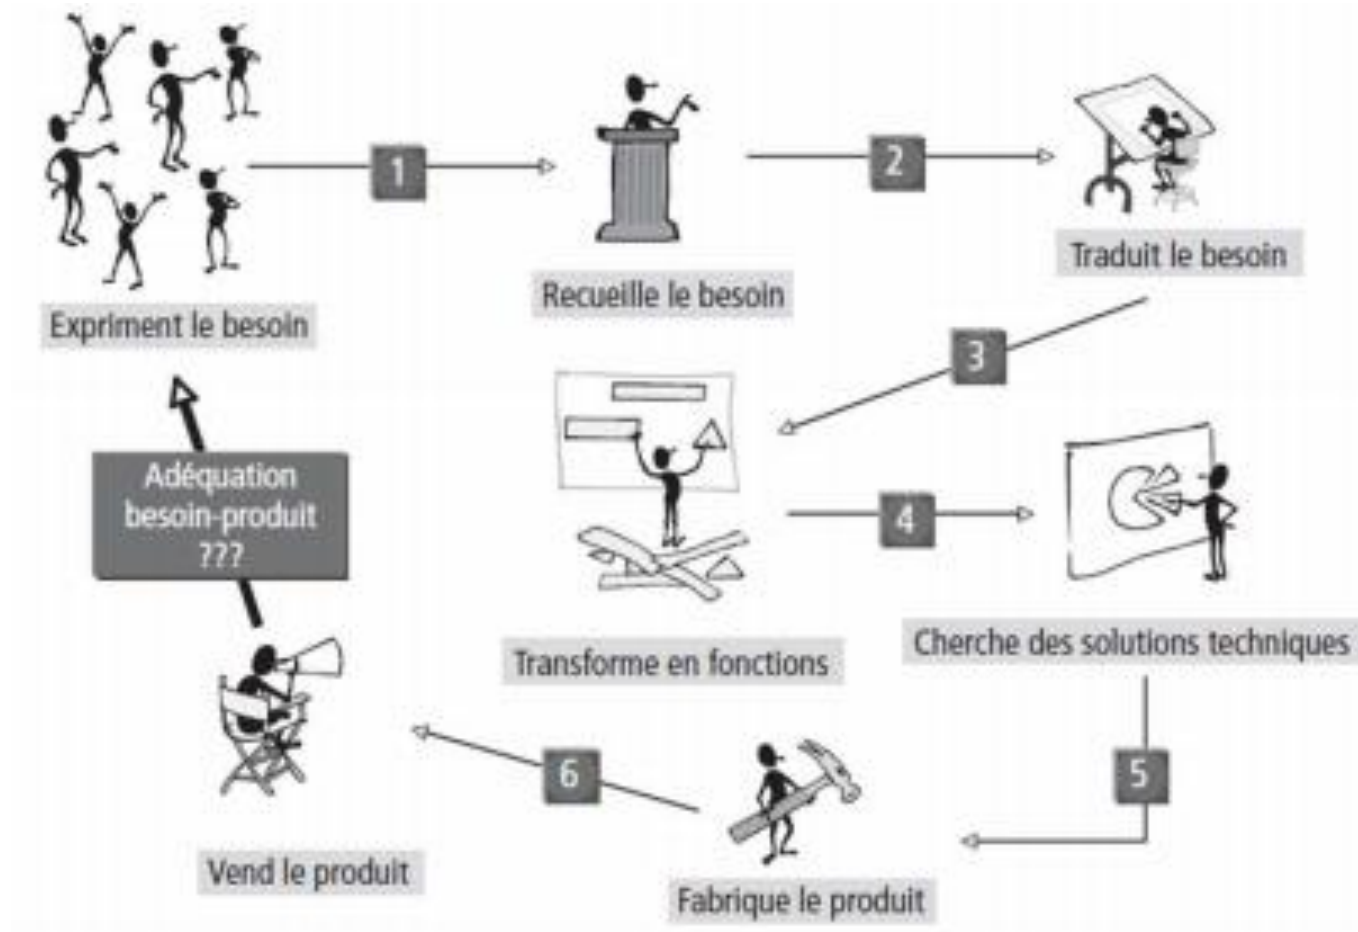 Expriment le besoin
1
Recueille le besoin
2
Traduit le besoin
3
Transforme en fonctions
4
Cherche des solutions techniques
5
Fabrique le produit
6
Vend le produit
Adéquation
besoin-produit
???